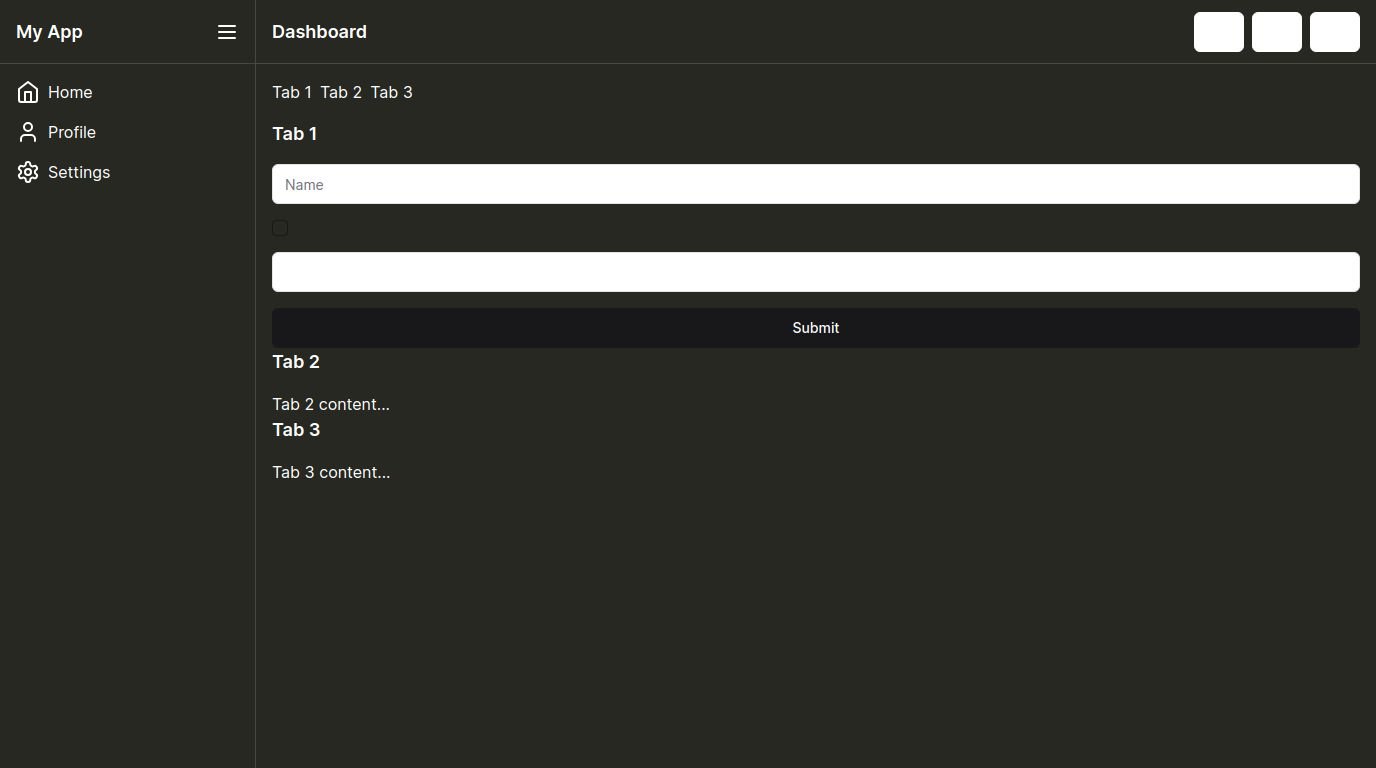 My App
Dashboard
Home
Profile
Settings
Tab 1 Tab 2 Tab 3
Tab 1
Name
Submit
Tab 2
Tab 2 content...
Tab 3
Tab 3 content...